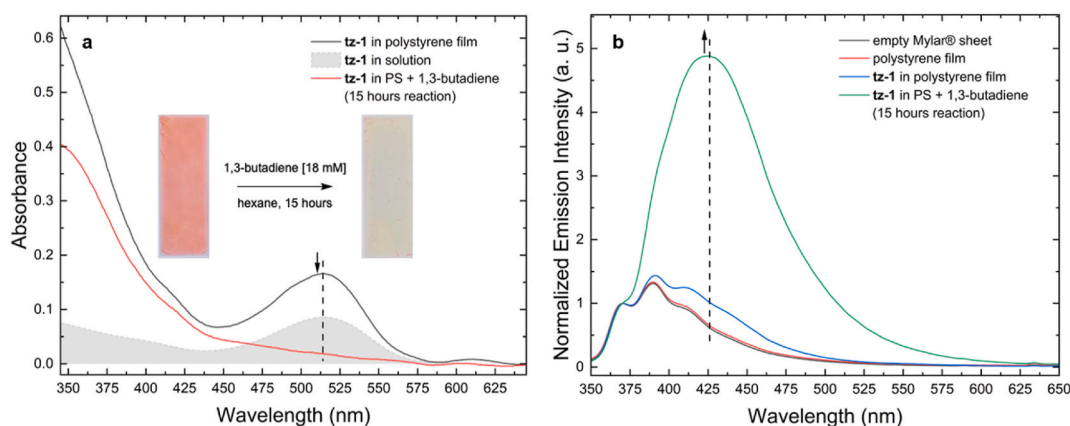 a
tz-1 in polystyrene film
tz-1 in solution
tz-1 in PS + 1,3-butadiene
(15 hours reaction)
1,3-butadiene [18 mM]
hexane, 15 hours
Absorbance
0.6
0.5
0.4
0.3
0.2
0.1
0.0
350 375 400 425 450 475 500 525 550 575 600 625
Wavelength (nm)
b
empty Mylar® sheet
polystyrene film
tz-1 in polystyrene film
tz-1 in PS + 1,3-butadiene
(15 hours reaction)
Normalized Emission Intensity (a. u.)
5
4
3
2
1
0
350 375 400 425 450 475 500 525 550 575 600 625 650
Wavelength (nm)